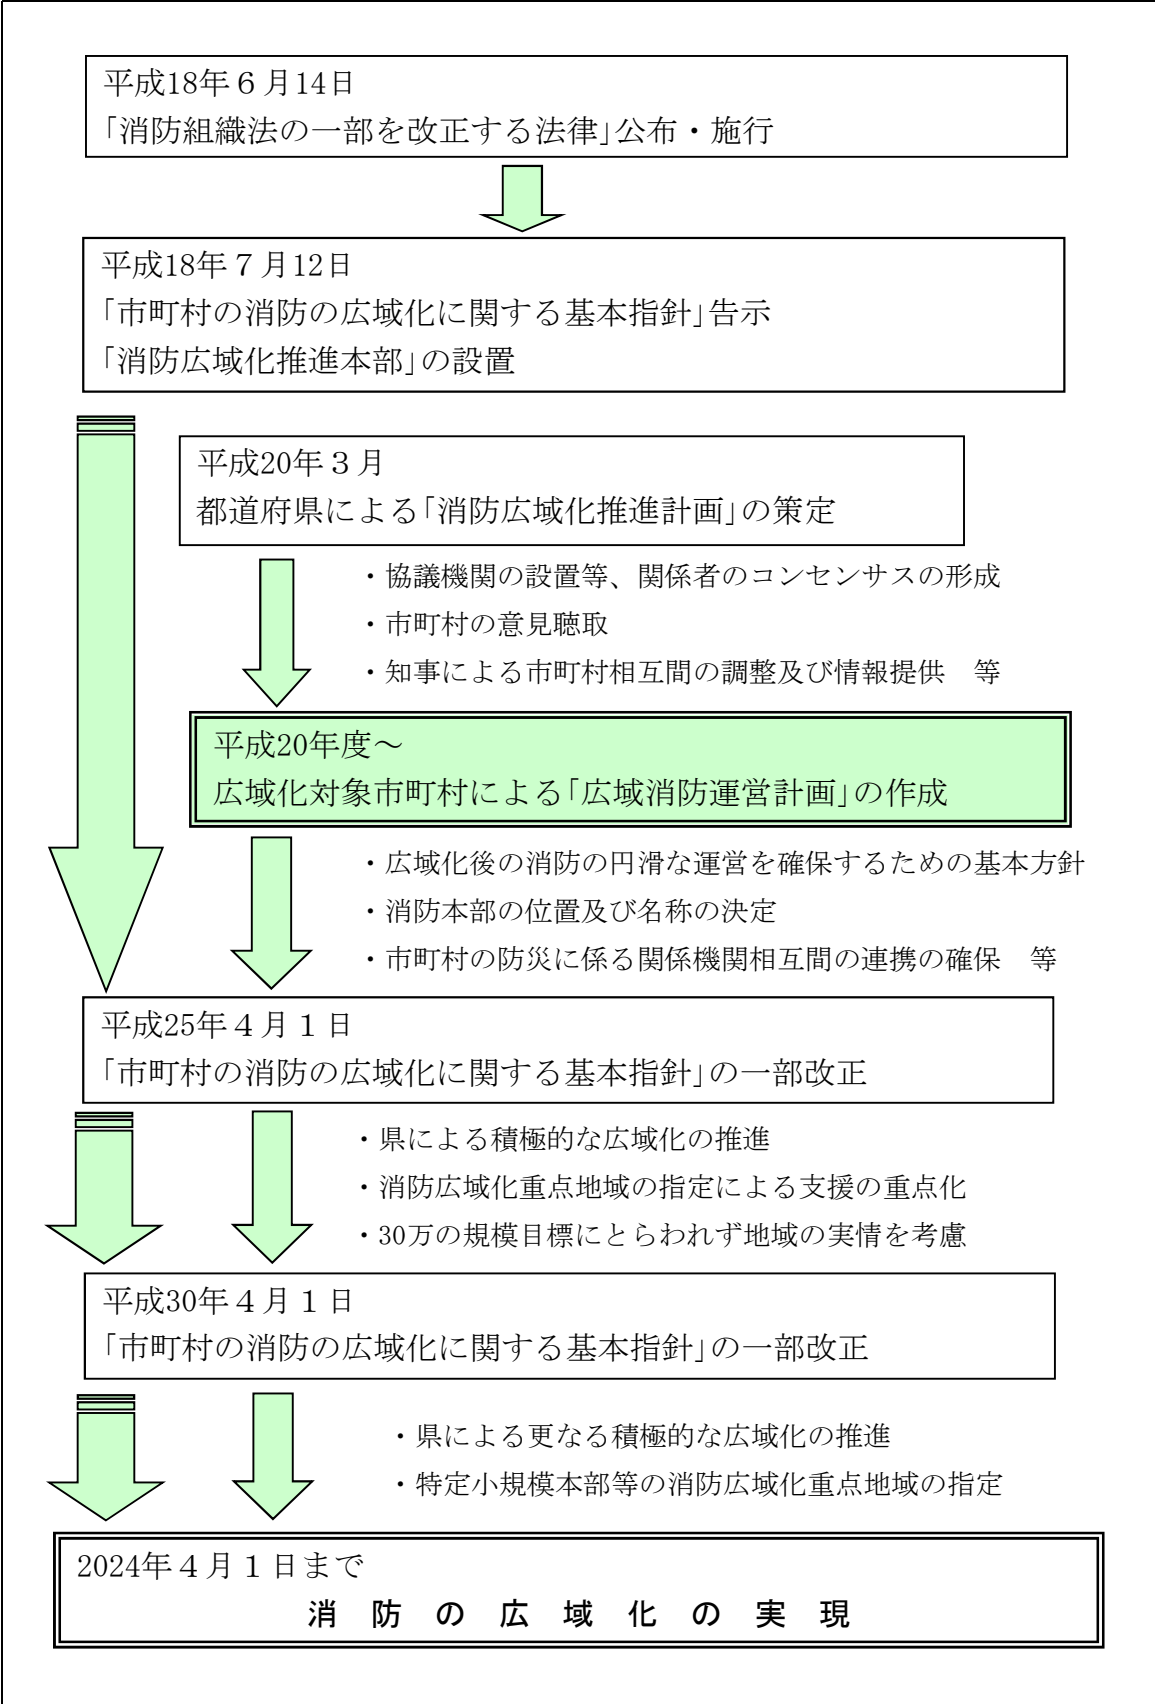 平成18年６月14日
「消防組織法の一部を改正する法律」公布・施行
平成18年７月12日
「市町村の消防の広域化に関する基本指針」告示
「消防広域化推進本部」の設置
平成20年３月
都道府県による「消防広域化推進計画」の策定
・協議機関の設置等、関係者のコンセンサスの形成
・市町村の意見聴取
・知事による市町村相互間の調整及び情報提供　等
平成20年度～
広域化対象市町村による「広域消防運営計画」の作成
・広域化後の消防の円滑な運営を確保するための基本方針
・消防本部の位置及び名称の決定
・市町村の防災に係る関係機関相互間の連携の確保　等
平成25年４月１日
「市町村の消防の広域化に関する基本指針」の一部改正
・県による積極的な広域化の推進
・消防広域化重点地域の指定による支援の重点化
・30万の規模目標にとらわれず地域の実情を考慮
平成30年４月１日
「市町村の消防の広域化に関する基本指針」の一部改正
・県による更なる積極的な広域化の推進
・特定小規模本部等の消防広域化重点地域の指定
2024年４月１日まで
消　防　の　広　域　化　の　実　現